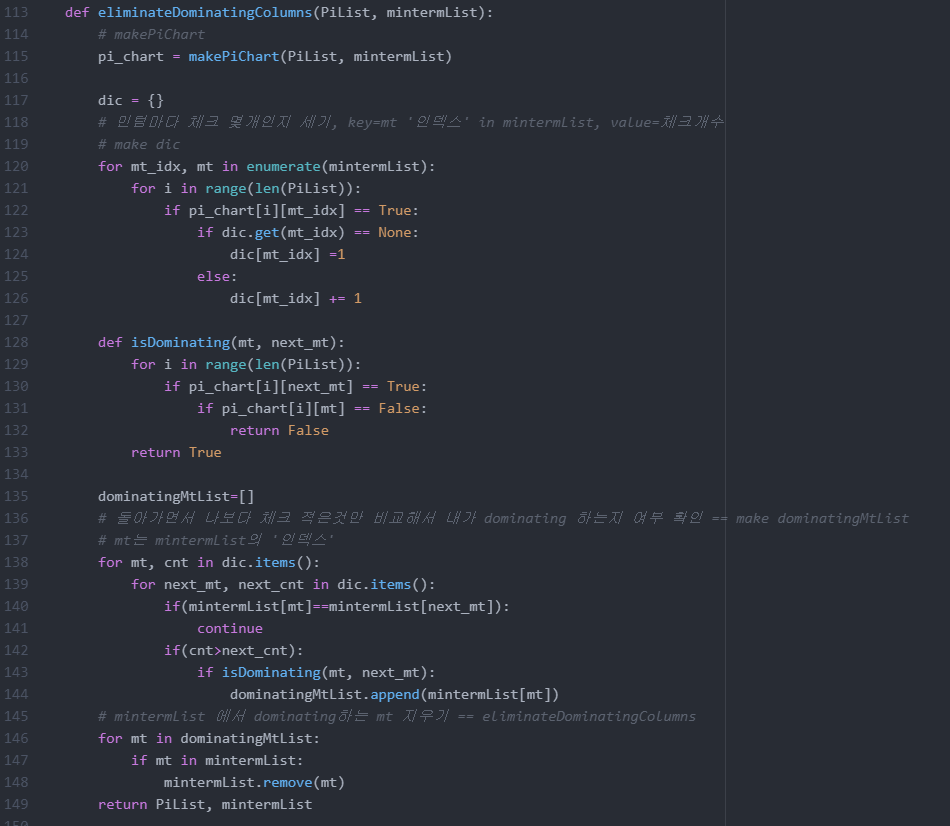 113 def eliminateDominatingColumns(PiList, mintermList):
114 # makePiChart
115 pi_chart = makePiChart(PiList, mintermList)
116
117 dic = {}
118 # 민텀마다 체크 몇개인지 세기, key=mt '인덱스' in mintermList, value=체크개수
119 # make dic
120 for mt_idx, mt in enumerate(mintermList):
121 for i in range(len(PiList)):
122 if pi_chart[i][mt_idx] == True:
123 if dic.get(mt_idx) == None:
124 dic[mt_idx] =1
125 else:
126 dic[mt_idx] += 1
127
128 def isDominating(mt, next_mt):
129 for i in range(len(PiList)):
130 if pi_chart[i][next_mt] == True:
131 if pi_chart[i][mt] == False:
132 return False
133 return True
134
135 dominatingMtList=[]
136 # 돌아가면서 나보다 체크 적은것만 비교해서 내가 dominating 하는지 여부 확인 == make dominatingMtList
137 # mt는 mintermList의 '인덱스'
138 for mt, cnt in dic.items():
139 for next_mt, next_cnt in dic.items():
140 if(mintermList[mt]==mintermList[next_mt]):
141 continue
142 if(cnt>next_cnt):
143 if isDominating(mt, next_mt):
144 dominatingMtList.append(mintermList[mt])
145 # mintermList 에서 dominating하는 mt 지우기 == eliminateDominatingColumns
146 for mt in dominatingMtList:
147 if mt in mintermList:
148 mintermList.remove(mt)
149 return PiList, mintermList
150